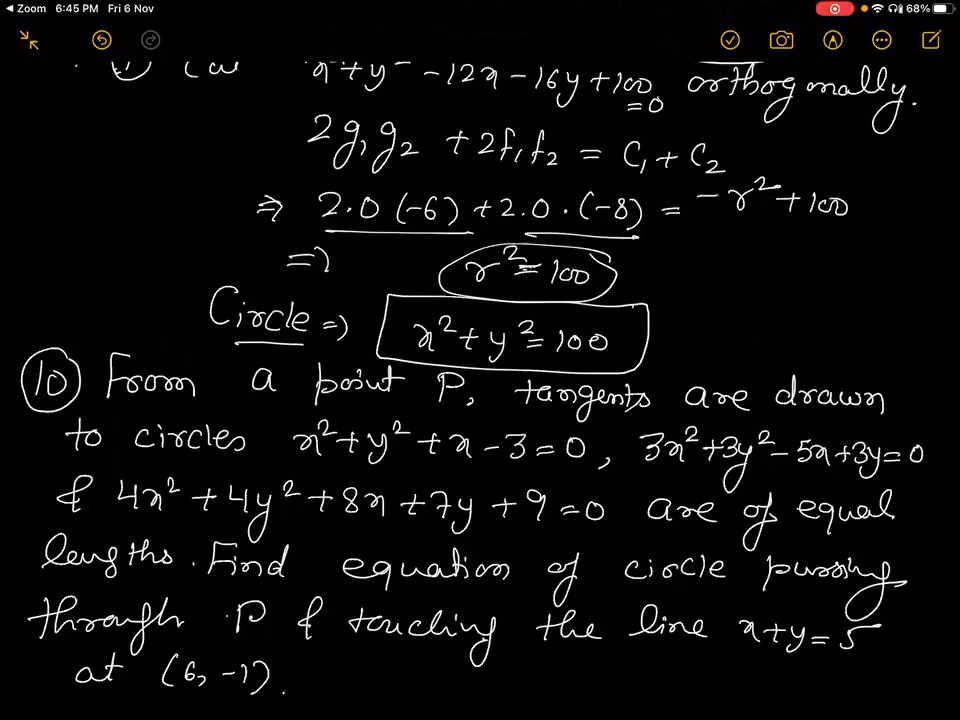 Zoom 6:45 PM Fri 6 Nov 68%
x²+y² -12x-16y+100=0 orthogonally.
2g₁g₂ + 2f₁f₂ = C₁ + C₂
⇒ 2.0(-6) + 2.0.(-8) = -r²+100
⇒ r²=100
Circle ⇒ x²+y²=100
10 From a point P, tangents are drawn
to circles x²+y²+x-3=0, 3x²+3y²-5x+3y=0
& 4x²+4y²+8x+7y+9=0 are of equal
lengths. Find equation of circle passing
through P & touching the line x+y=5
at (6, -1).